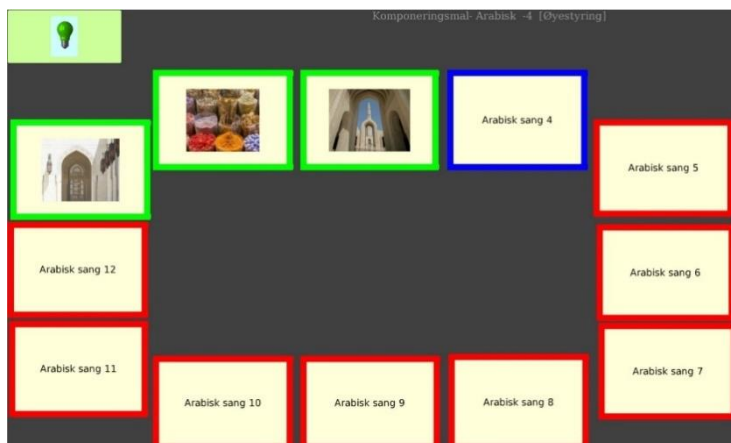 Komponeringsmal- Arabisk -4 [Øyestyring]
Arabisk sang 4
Arabisk sang 5
Arabisk sang 12
Arabisk sang 6
Arabisk sang 11
Arabisk sang 7
Arabisk sang 10
Arabisk sang 9
Arabisk sang 8